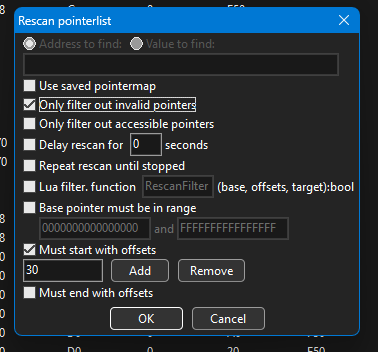 8 0 E50
Rescan pointerlist
Address to find: Value to find:
Use saved pointermap
Only filter out invalid pointers
Only filter out accessible pointers
Delay rescan for 0 seconds
Repeat rescan until stopped
Lua filter. function RescanFilter (base, offsets, target):bool
Base pointer must be in range
0000000000000000 and FFFFFFFFFFFFFFFF
Must start with offsets
30 Add Remove
Must end with offsets
OK Cancel